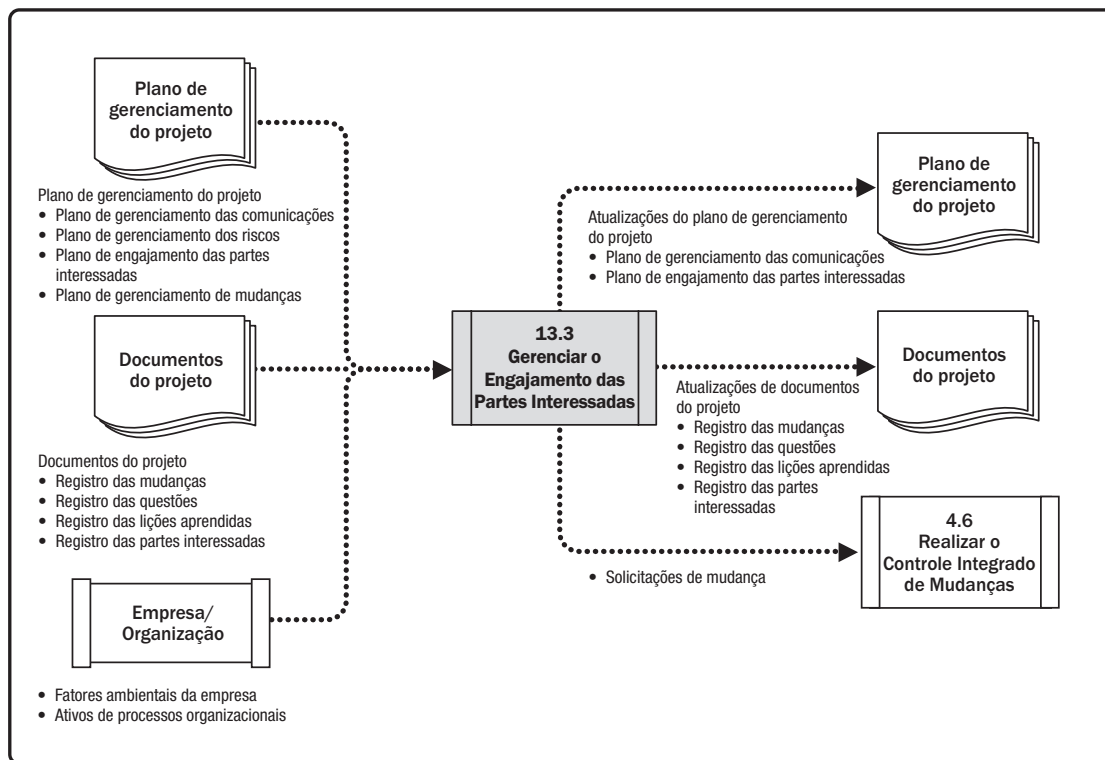 Plano de
gerenciamento
do projeto
Plano de gerenciamento do projeto
• Plano de gerenciamento das comunicações
• Plano de gerenciamento dos riscos
• Plano de engajamento das partes
interessadas
• Plano de gerenciamento de mudanças
Documentos
do projeto
Documentos do projeto
• Registro das mudanças
• Registro das questões
• Registro das lições aprendidas
• Registro das partes interessadas
Empresa/
Organização
• Fatores ambientais da empresa
• Ativos de processos organizacionais
13.3
Gerenciar o
Engajamento das
Partes Interessadas
Atualizações do plano de gerenciamento
do projeto
• Plano de gerenciamento das comunicações
• Plano de engajamento das partes interessadas
Plano de
gerenciamento
do projeto
Atualizações de documentos
do projeto
• Registro das mudanças
• Registro das questões
• Registro das lições aprendidas
• Registro das partes
interessadas
Documentos
do projeto
• Solicitações de mudança
4.6
Realizar o
Controle Integrado
de Mudanças